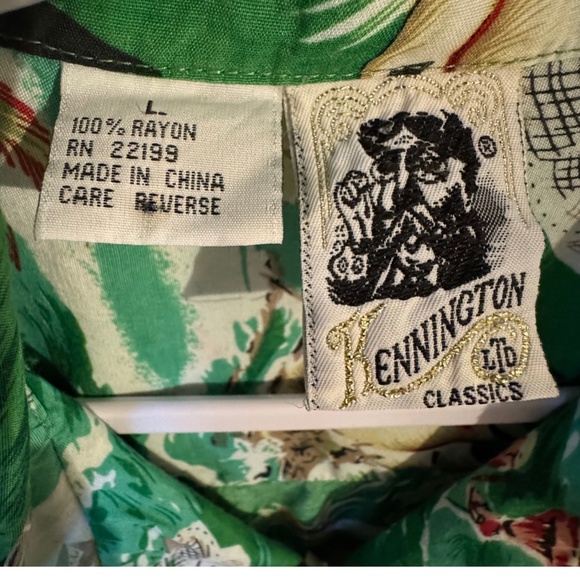 L
100% RAYON
RN 22199
MADE IN CHINA
CARE REVERSE
®
KENNINGTON
LTD
CLASSICS